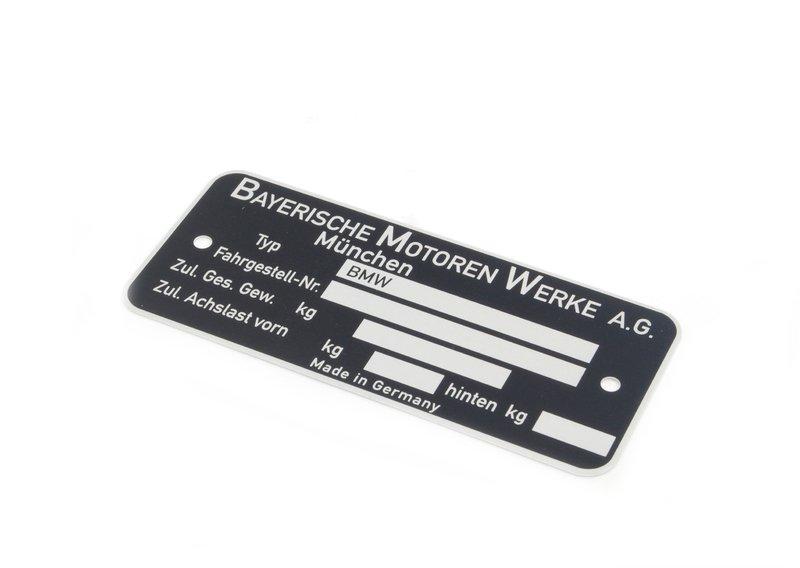 BAYERISCHE MOTOREN WERKE A.G.
München
Typ BMW
Fahrgestell-Nr.
Zul. Ges. Gew. kg
Zul. Achslast vorn kg hinten kg
Made in Germany